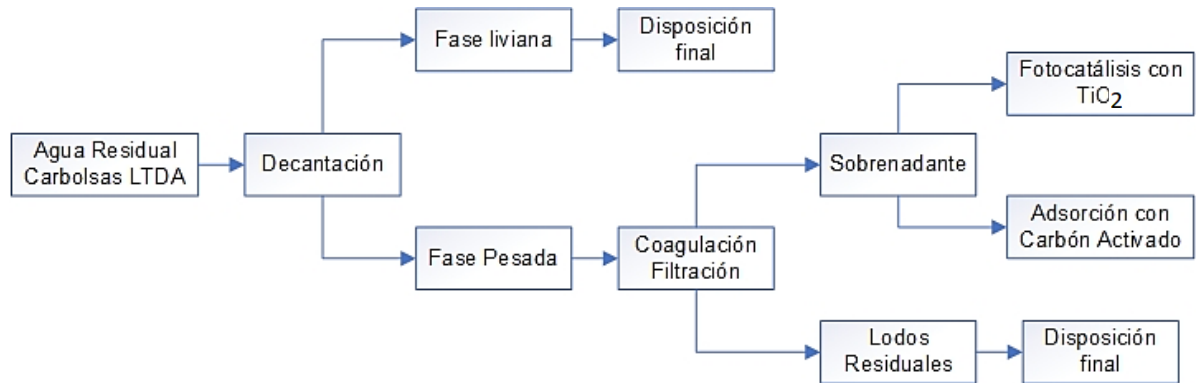 Agua Residual
Carbolsas LTDA
Decantación
Fase liviana
Disposición
final
Fase Pesada
Coagulación
Filtración
Sobrenadante
Fotocatálisis con
TiO2
Adsorción con
Carbón Activado
Lodos
Residuales
Disposición
final